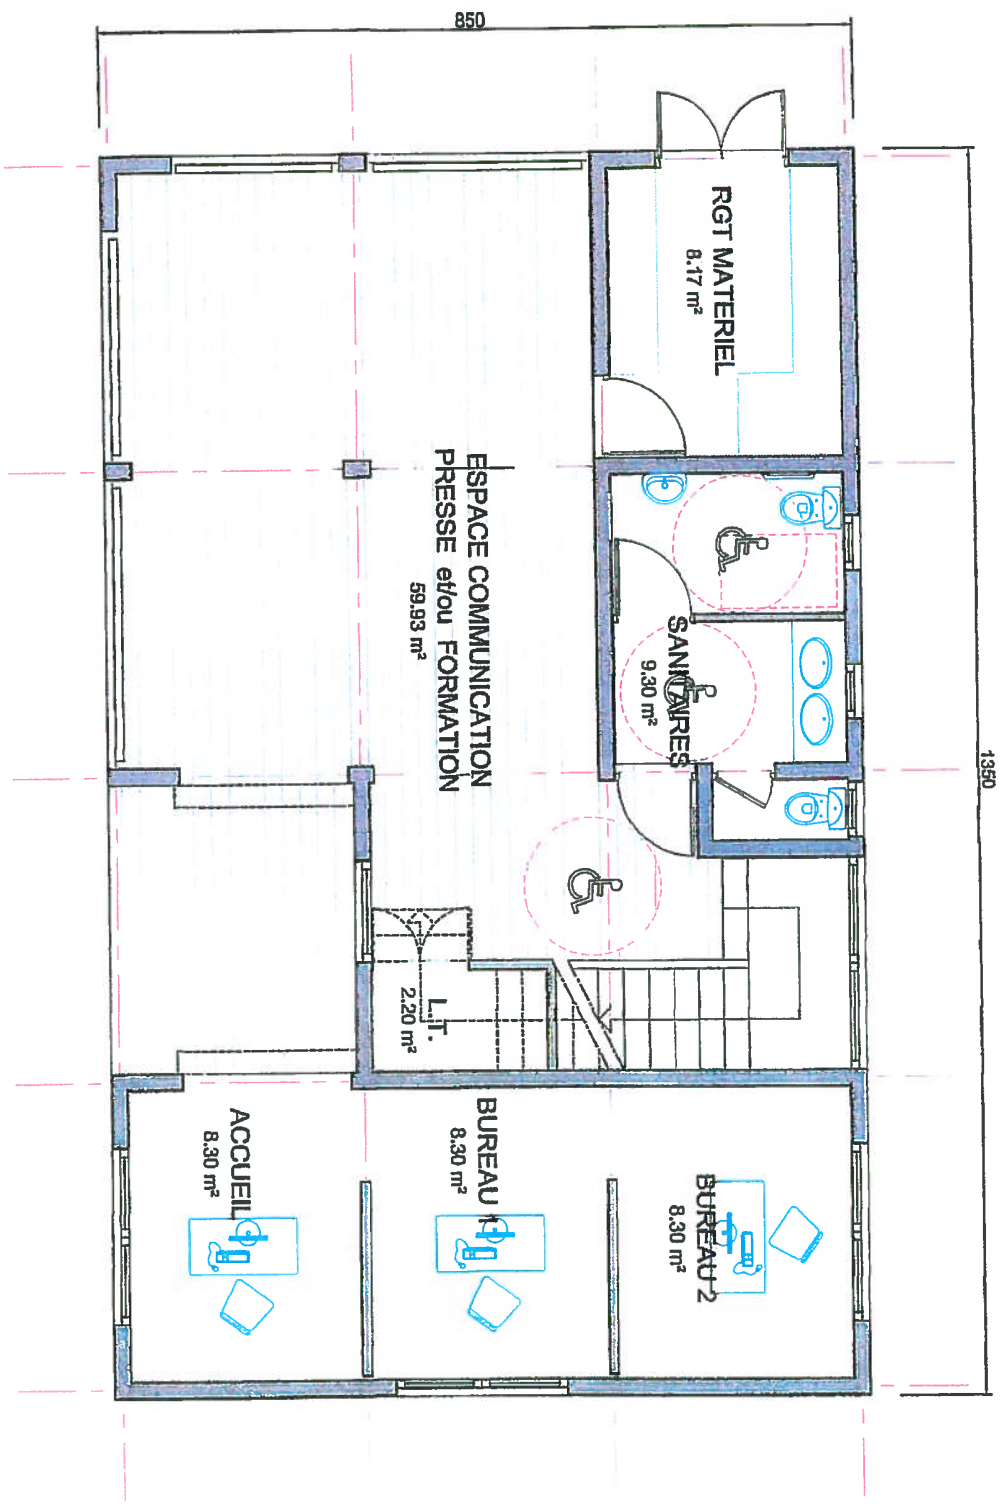 850
1350
RGT MATERIEL
8.17 m²
ESPACE COMMUNICATION
PRESSE et/ou FORMATION
59.93 m²
SANITAIRES
9.30 m²
L.T.
2.20 m²
ACCUEIL
8.30 m²
BUREAU 1
8.30 m²
BUREAU 2
8.30 m²